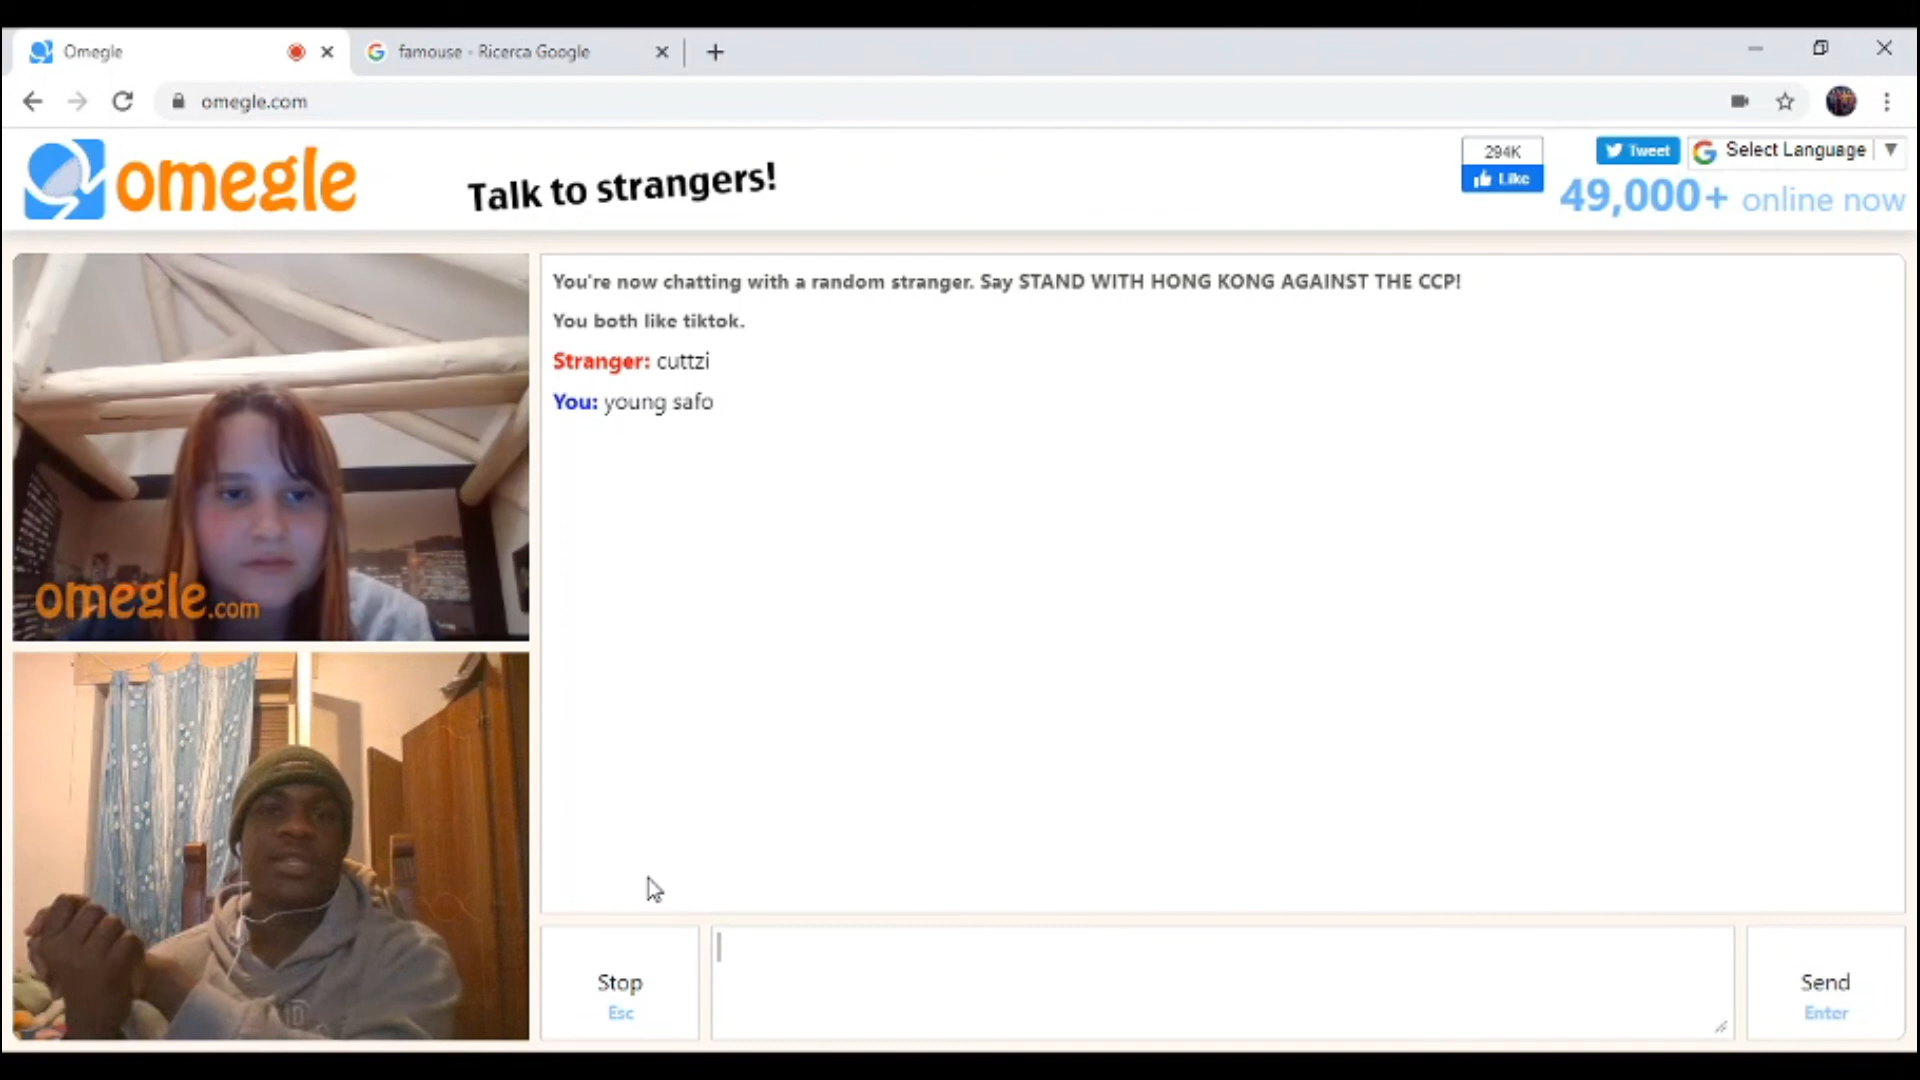 Omegle
famouse - Ricerca Google
omegle.com
omegle
Talk to strangers!
294K
Like
Tweet
Select Language
49,000+ online now
You're now chatting with a random stranger. Say STAND WITH HONG KONG AGAINST THE CCP!
You both like tiktok.
Stranger: cuttzi
You: young safo
omegle.com
Stop
Esc
Send
Enter